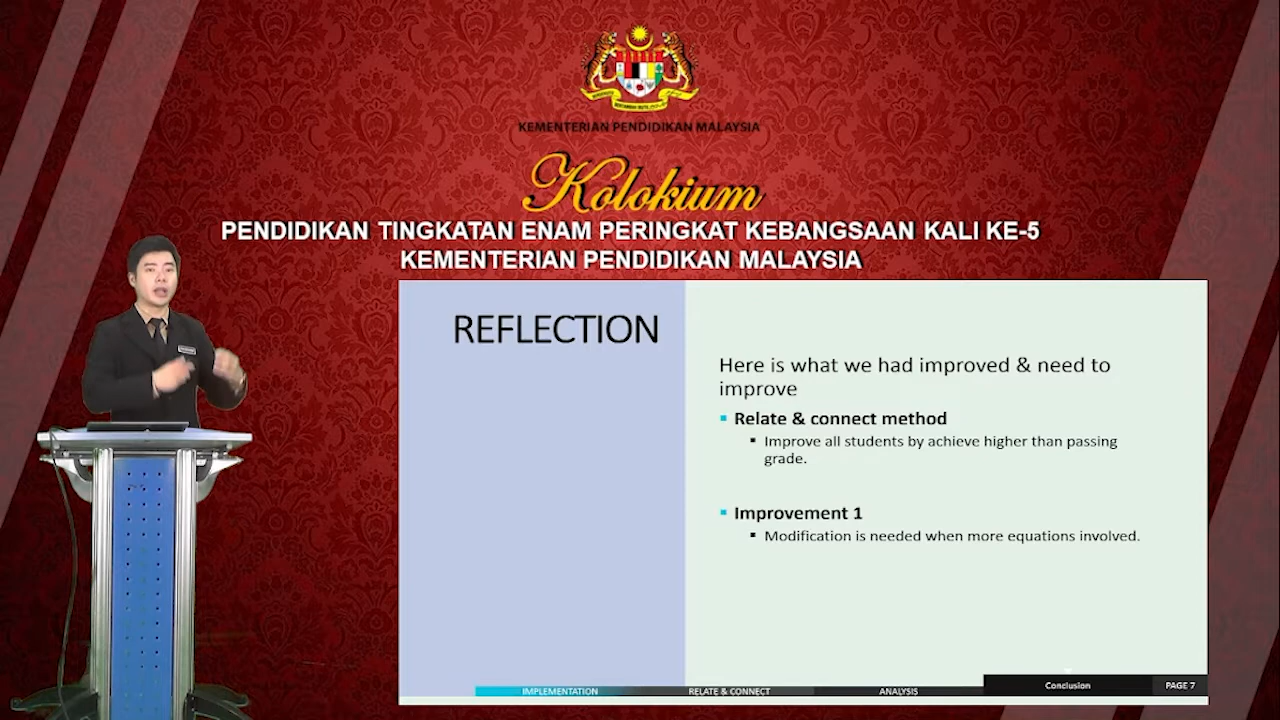 KEMENTERIAN PENDIDIKAN MALAYSIA
Kolokium
PENDIDIKAN TINGKATAN ENAM PERINGKAT KEBANGSAAN KALI KE-5
KEMENTERIAN PENDIDIKAN MALAYSIA
REFLECTION
Here is what we had improved & need to
improve
Relate & connect method
Improve all students by achieve higher than passing
grade.
Improvement 1
Modification is needed when more equations involved.
IMPLEMENTATION
RELATE & CONNECT
ANALYSIS
Conclusion
PAGE 7